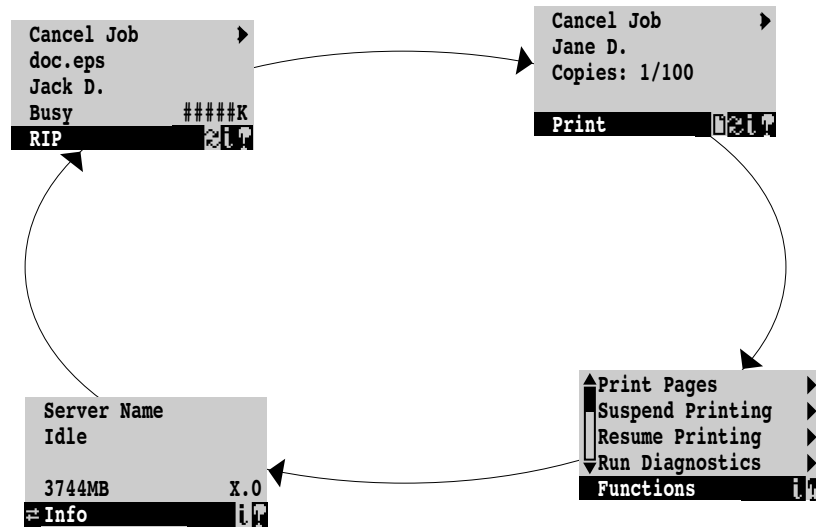 Cancel Job
doc.eps
Jack D.
Busy #####K
RIP
Cancel Job
Jane D.
Copies: 1/100
Print
Print Pages
Suspend Printing
Resume Printing
Run Diagnostics
Functions
Server Name
Idle
3744MB X.0
Info